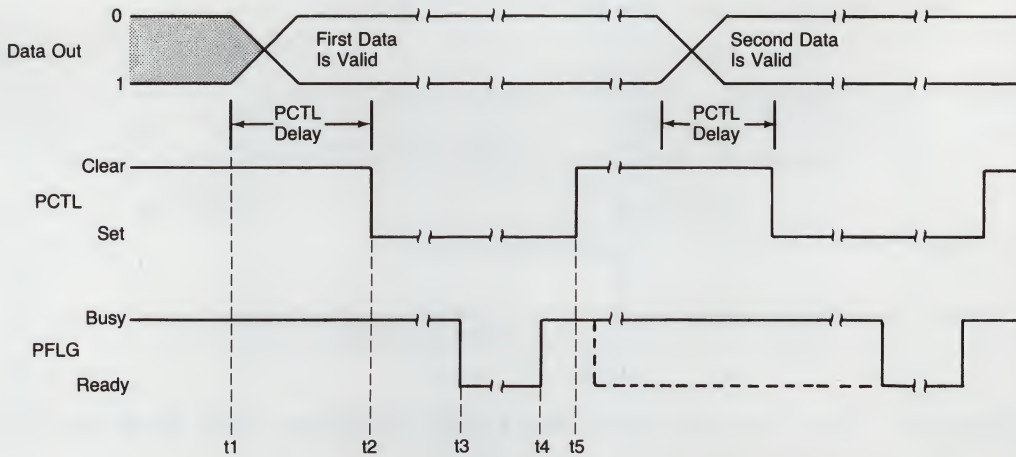 0
Data Out
1
First Data
Is Valid
Second Data
Is Valid
PCTL
Delay
PCTL
Delay
Clear
PCTL
Set
Busy
PFLG
Ready
t1
t2
t3
t4
t5